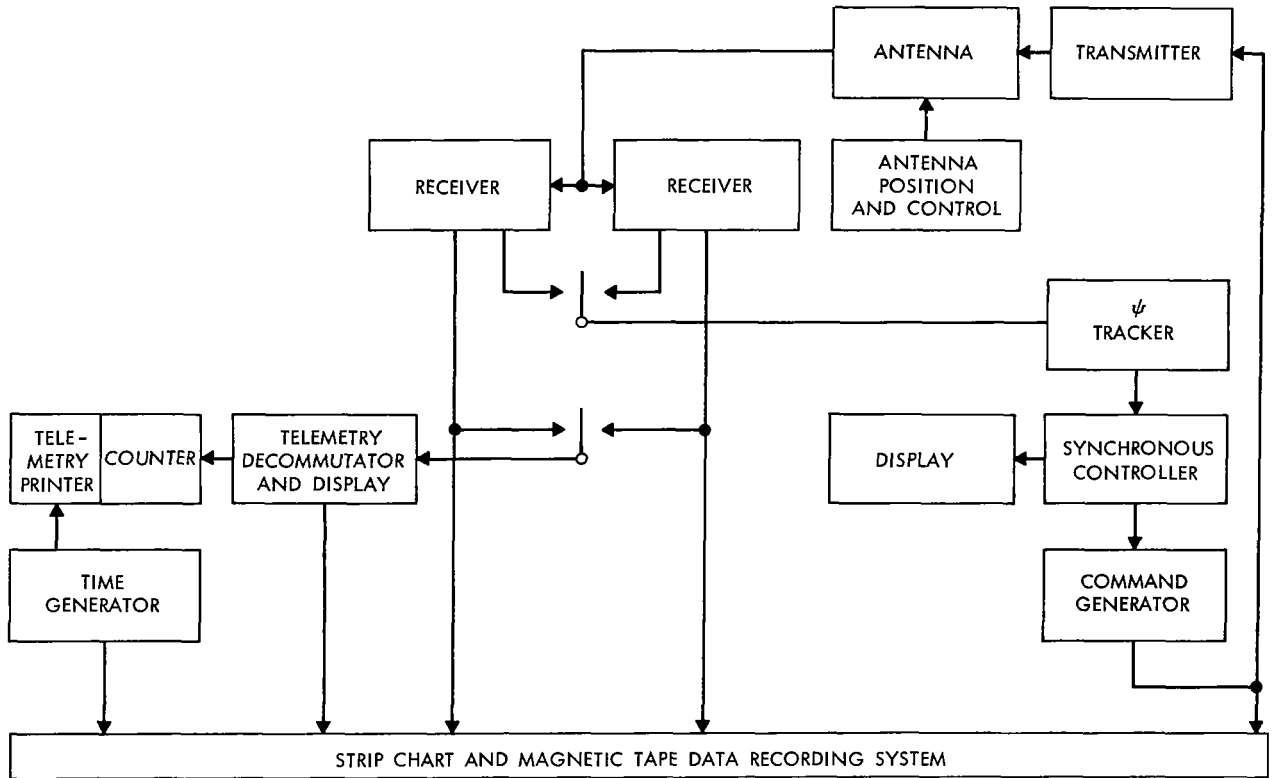 ANTENNA
TRANSMITTER
RECEIVER
RECEIVER
ANTENNA
POSITION
AND CONTROL
ψ
TRACKER
TELE-
METRY
PRINTER
COUNTER
TELEMETRY
DECOMMUTATOR
AND DISPLAY
DISPLAY
SYNCHRONOUS
CONTROLLER
TIME
GENERATOR
COMMAND
GENERATOR
STRIP CHART AND MAGNETIC TAPE DATA RECORDING SYSTEM